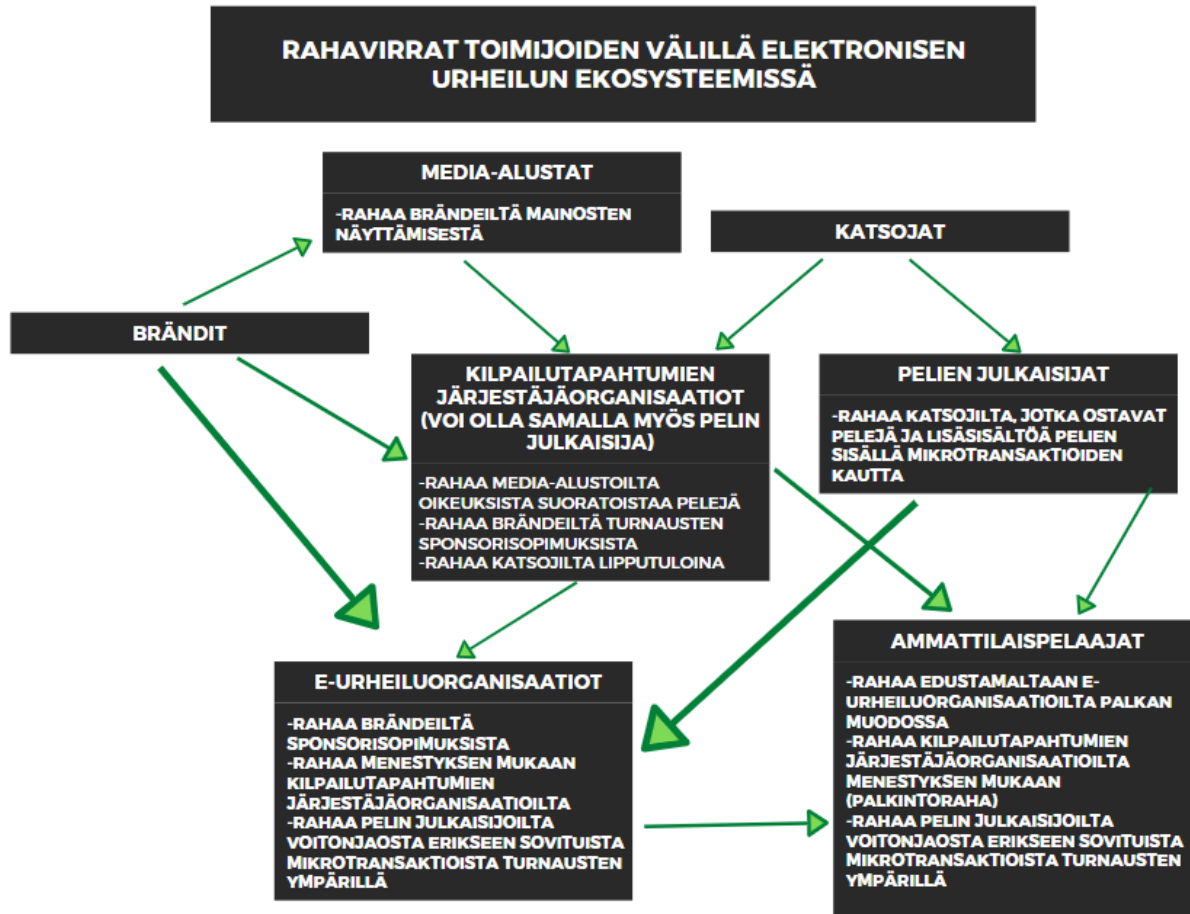 RAHAVIRRAT TOIMIJOIDEN VÄLILLÄ ELEKTRONISEN
URHEILUN EKOSYSTEEMISSÄ
MEDIA-ALUSTAT
-RAHAA BRÄNDEILTÄ MAINOSTEN
NÄYTTÄMISESTÄ
KATSOJAT
BRÄNDIT
KILPAILUTAPAHTUMIEN
JÄRJESTÄJÄORGANISAATIOT
(VOI OLLA SAMALLA MYÖS PELIN
JULKAISIJA)
-RAHAA MEDIA-ALUSTOILTA
OIKEUKSISTA SUORATOISTAA PELEJÄ
-RAHAA BRÄNDEILTÄ TURNAUSTEN
SPONSORISOPIMUKSISTA
-RAHAA KATSOJILTA LIPPUTULOINA
PELIEN JULKAISIJAT
-RAHAA KATSOJILTA, JOTKA OSTAVAT
PELEJÄ JA LISÄSISÄLTÖÄ PELIEN
SISÄLLÄ MIKROTRANSAKTIOIDEN
KAUTTA
E-URHEILUORGANISAATIOT
-RAHAA BRÄNDEILTÄ
SPONSORISOPIMUKSISTA
-RAHAA MENESTYKSEN MUKAAN
KILPAILUTAPAHTUMIEN
JÄRJESTÄJÄORGANISAATIOILTA
-RAHAA PELIN JULKAISIJOILTA
VOITONJAOSTA ERIKSEEN SOVITUISTA
MIKROTRANSAKTIOISTA TURNAUSTEN
YMPÄRILLÄ
AMMATTILAISPELAAJAT
-RAHAA EDUSTAMALTAAN E-
URHEILUORGANISAATIOILTA PALKAN
MUODOSSA
-RAHAA KILPAILUTAPAHTUMIEN
JÄRJESTÄJÄORGANISAATIOILTA
MENESTYKSEN MUKAAN
(PALKINTORAHA)
-RAHAA PELIN JULKAISIJOILTA
VOITONJAOSTA ERIKSEEN SOVITUISTA
MIKROTRANSAKTIOISTA TURNAUSTEN
YMPÄRILLÄ